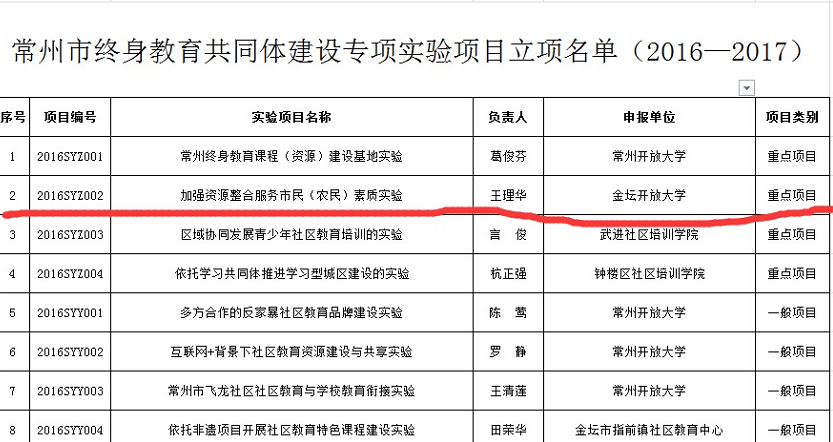 常州市终身教育共同体建设专项实验项目立项名单（2016—2017）
序号 项目编号 实验项目名称 负责人 申报单位 项目类别
1 2016SYZ001 常州终身教育课程（资源）建设基地实验 葛俊芬 常州开放大学 重点项目
2 2016SYZ002 加强资源整合服务市民（农民）素质实验 王理华 金坛开放大学 重点项目
3 2016SYZ003 区域协同发展青少年社区教育培训的实验 言俊 武进社区培训学院 重点项目
4 2016SYZ004 依托学习共同体推进学习型城区建设的实验 杭正强 钟楼区社区培训学院 重点项目
5 2016SYY001 多方合作的反家暴社区教育品牌建设实验 陈莺 常州开放大学 一般项目
6 2016SYY002 互联网+背景下社区教育资源建设与共享实验 罗静 常州开放大学 一般项目
7 2016SYY003 常州市飞龙社区社区教育与学校教育衔接实验 王清莲 常州开放大学 一般项目
8 2016SYY004 依托非遗项目开展社区教育特色课程建设实验 田荣华 金坛市指前镇社区教育中心 一般项目